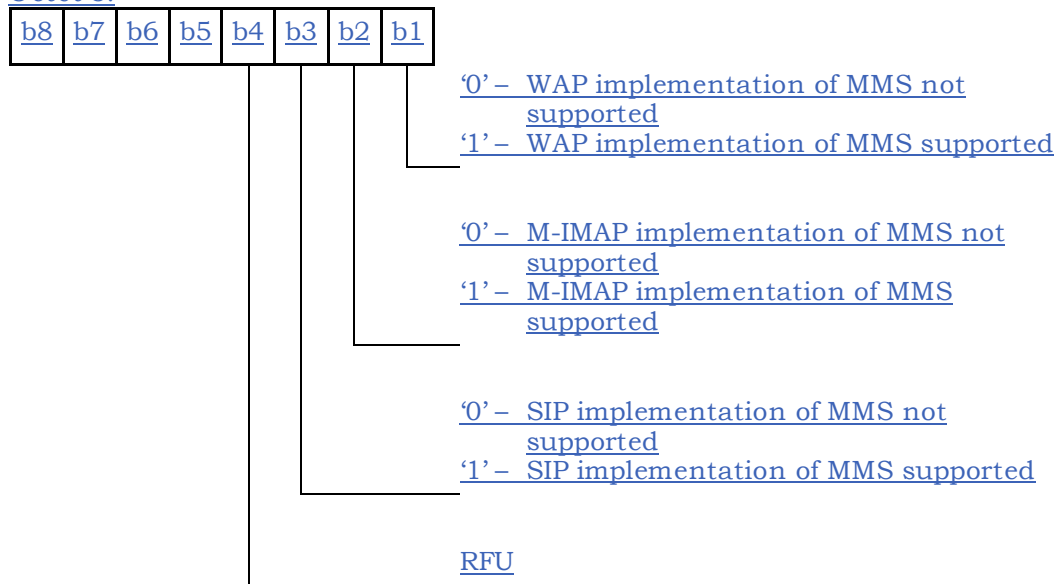 b8 b7 b6 b5 b4 b3 b2 b1
‘0’ – WAP implementation of MMS not
supported
‘1’ – WAP implementation of MMS supported
‘0’ – M-IMAP implementation of MMS not
supported
‘1’ – M-IMAP implementation of MMS
supported
‘0’ – SIP implementation of MMS not
supported
‘1’ – SIP implementation of MMS supported
RFU